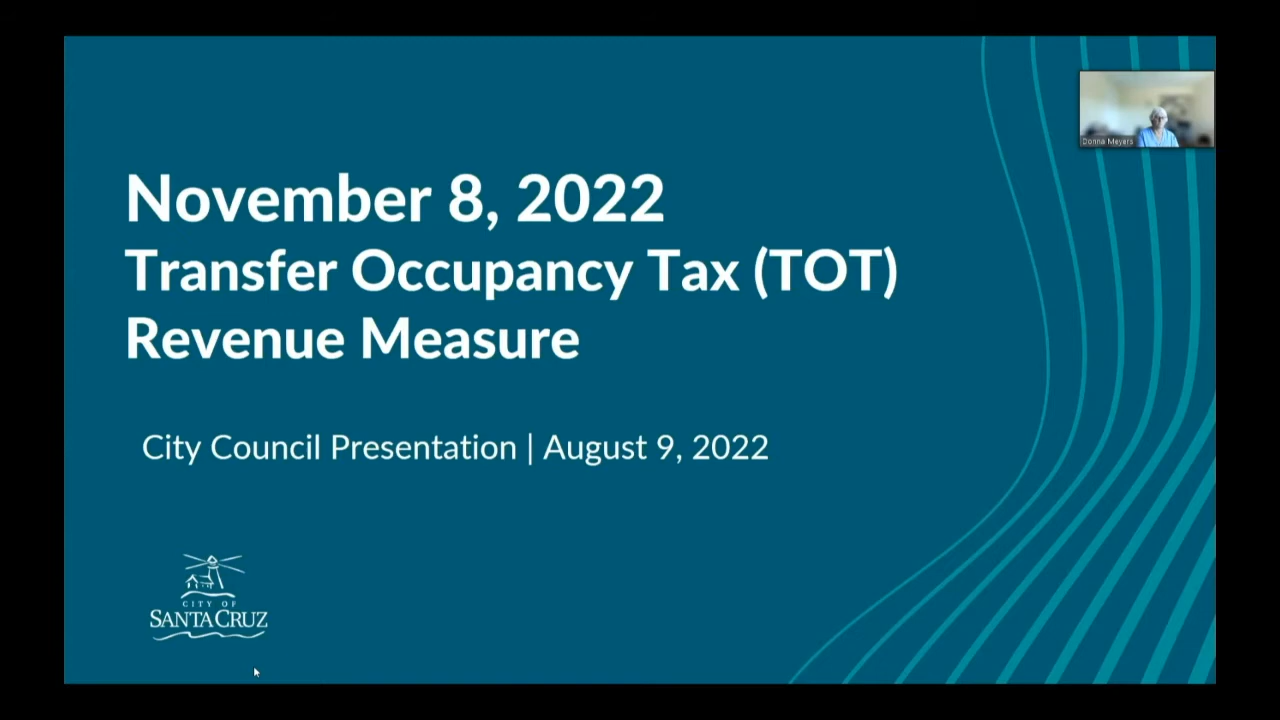 November 8, 2022
Transfer Occupancy Tax (TOT)
Revenue Measure
City Council Presentation | August 9, 2022
CITY OF
SANTA CRUZ
Donna Meyers